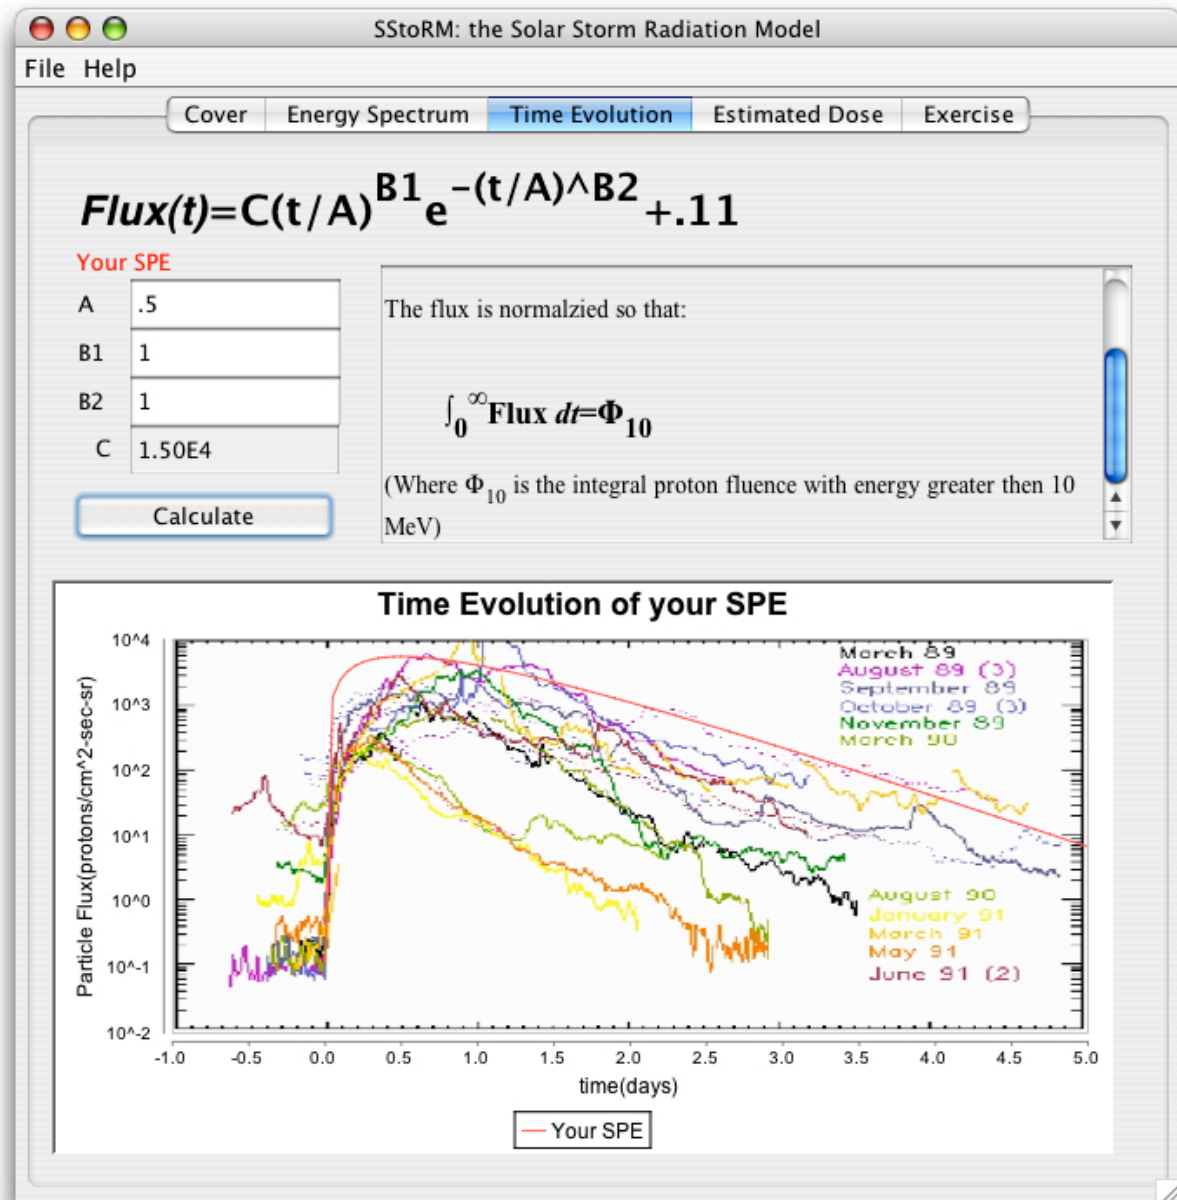 SStoRM: the Solar Storm Radiation Model
File Help
Cover Energy Spectrum Time Evolution Estimated Dose Exercise
Flux(t)=C(t/A)^B1 e^-(t/A)^B2 +.11
Your SPE
A .5
B1 1
B2 1
C 1.50E4
Calculate
The flux is normalzied so that:
∫0^∞ Flux dt=Φ10
(Where Φ10 is the integral proton fluence with energy greater then 10
MeV)
Time Evolution of your SPE
Particle Flux(protons/cm^2-sec-sr)
10^4
10^3
10^2
10^1
10^0
10^-1
10^-2
March 89
August 89 (3)
September 89
October 89 (3)
November 89
March 90
August 90
January 91
March 91
May 91
June 91 (2)
-1.0 -0.5 0.0 0.5 1.0 1.5 2.0 2.5 3.0 3.5 4.0 4.5 5.0
time(days)
Your SPE